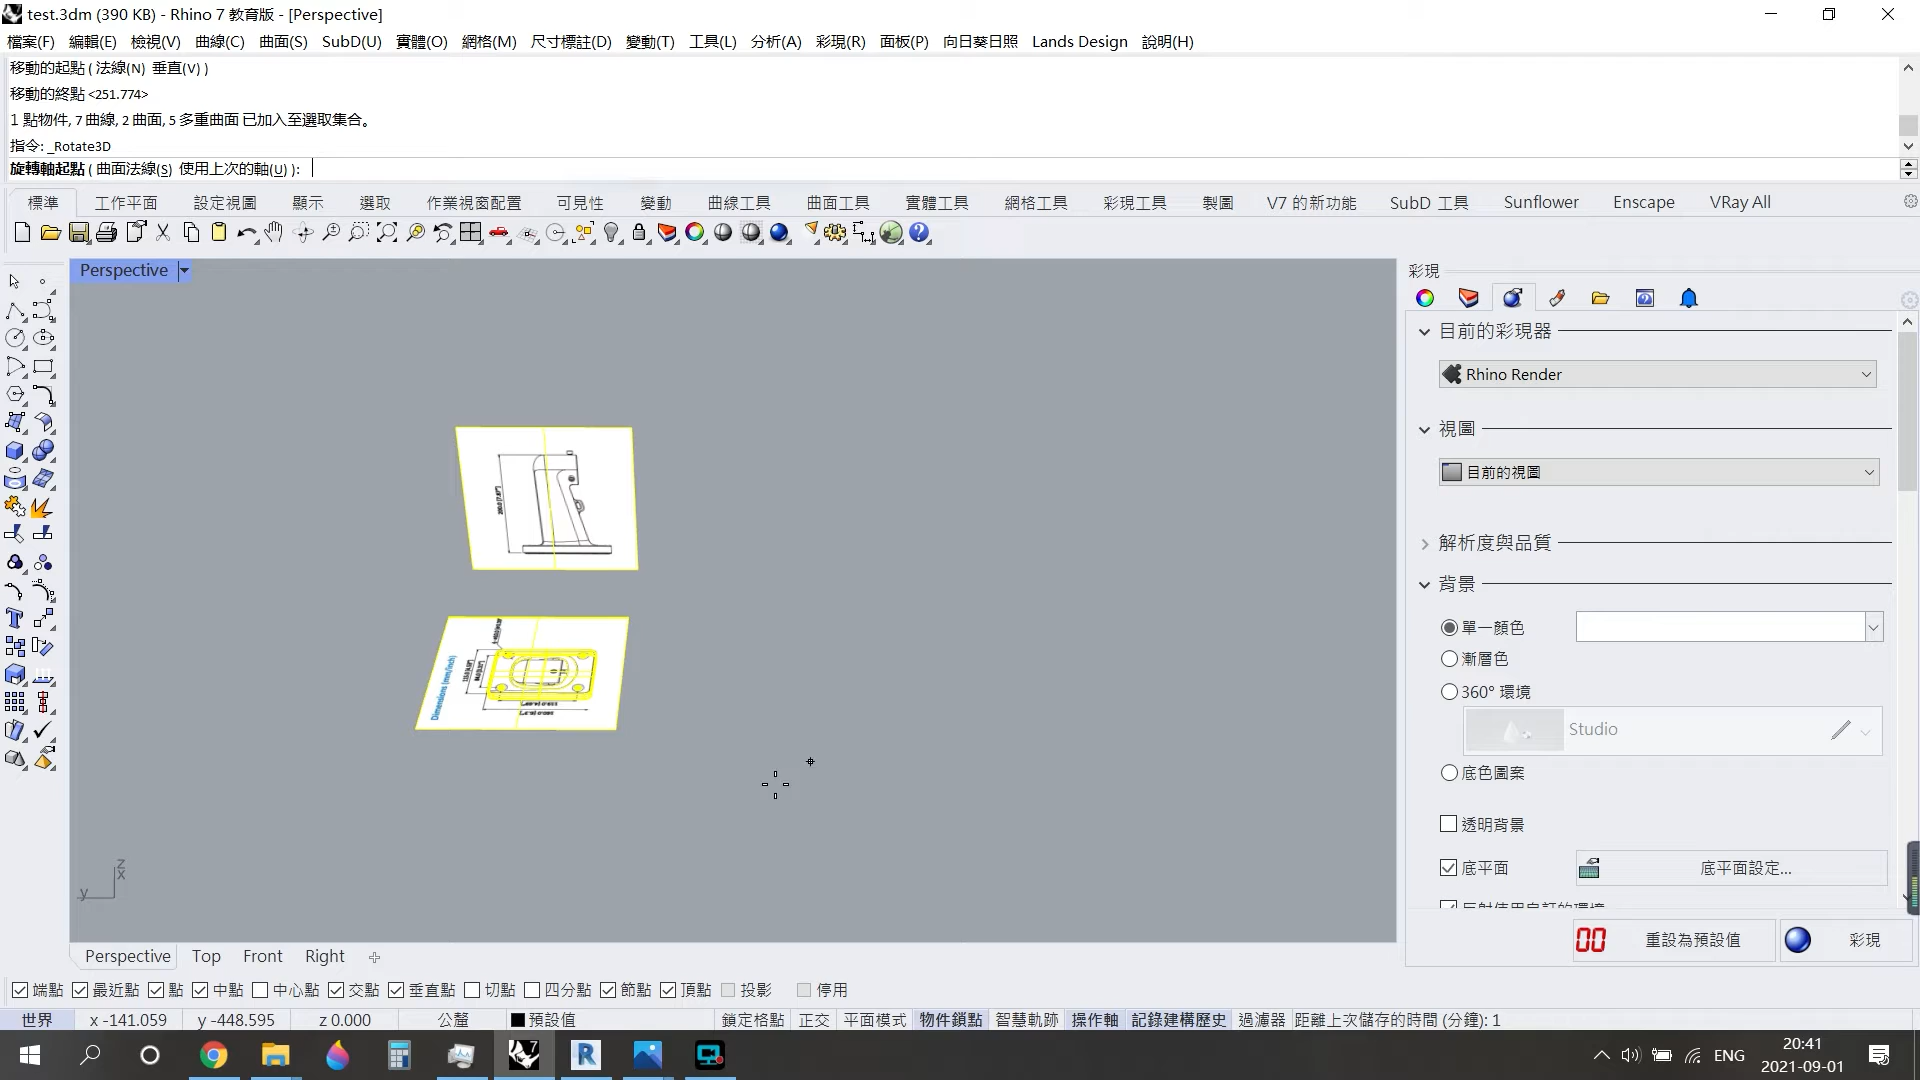 test.3dm (390 KB) - Rhino 7 教育版 - [Perspective]
檔案(F) 編輯(E) 檢視(V) 曲線(C) 曲面(S) SubD(U) 實體(O) 網格(M) 尺寸標註(D) 變動(T) 工具(L) 分析(A) 彩現(R) 面板(P) 向日葵日照 Lands Design 說明(H)
移動的起點 ( 法線(N) 垂直(V) )
移動的終點 <251.774>
1 點物件, 7 曲線, 2 曲面, 5 多重曲面 已加入至選取集合。
指令: _Rotate3D
旋轉軸起點 ( 曲面法線(S) 使用上次的軸(U) ):
標準 工作平面 設定視圖 顯示 選取 作業視窗配置 可見性 變動 曲線工具 曲面工具 實體工具 網格工具 彩現工具 製圖 V7 的新功能 SubD 工具 Sunflower Enscape VRay All
Perspective
彩現
目前的彩現器
Rhino Render
視圖
目前的視圖
解析度與品質
背景
單一顏色
漸層色
360° 環境
Studio
底色圖案
透明背景
底平面 底平面設定...
重設為預設值 彩現
Dimensions (mm/inch)
z
x
y
Perspective Top Front Right
端點 最近點 點 中點 中心點 交點 垂直點 切點 四分點 節點 頂點 投影 停用
世界 x -141.059 y -448.595 z 0.000 公釐 預設值 鎖定格點 正交 平面模式 物件鎖點 智慧軌跡 操作軸 記錄建構歷史 過濾器 距離上次儲存的時間 (分鐘): 1
7
R
ENG
20:41
2021-09-01